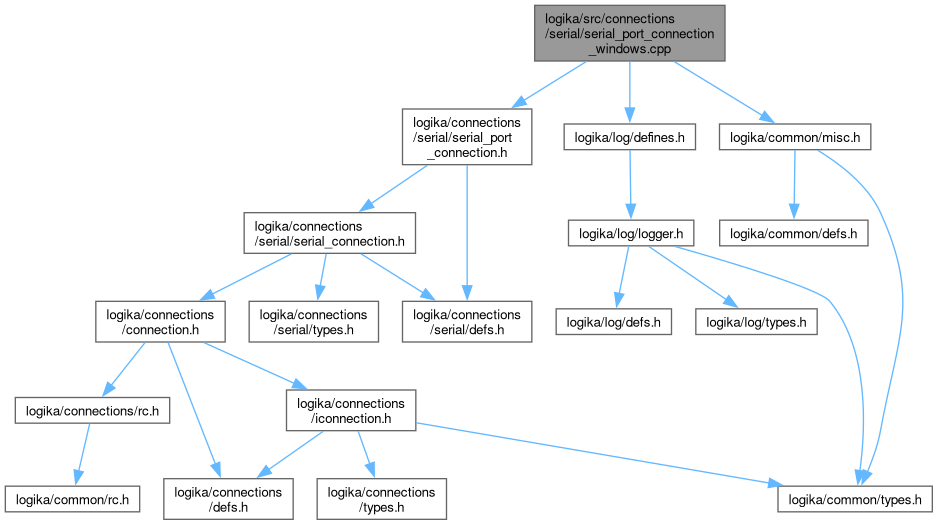 logika/src/connections
/serial/serial_port_connection
_windows.cpp
logika/connections
/serial/serial_port
_connection.h
logika/log/defines.h
logika/common/misc.h
logika/connections
/serial/serial_connection.h
logika/log/logger.h
logika/common/defs.h
logika/connections
/connection.h
logika/connections
/serial/types.h
logika/connections
/serial/defs.h
logika/log/defs.h
logika/log/types.h
logika/connections/rc.h
logika/connections
/iconnection.h
logika/common/rc.h
logika/connections
/defs.h
logika/connections
/types.h
logika/common/types.h